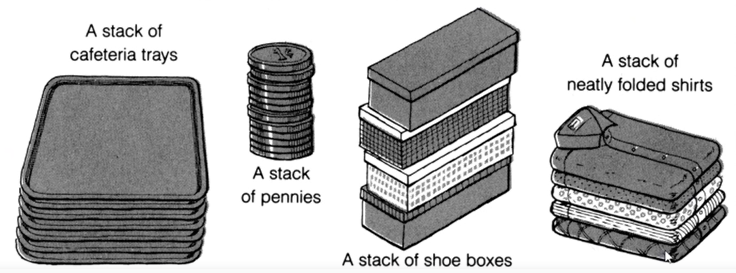 A stack of
cafeteria trays
A stack
of pennies
A stack of shoe boxes
A stack of
neatly folded shirts